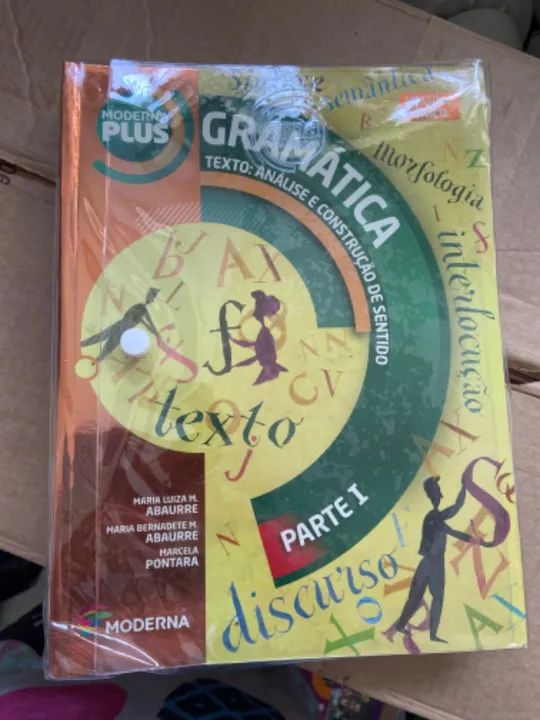 MODERNA
PLUS
GRAMÁTICA
TEXTO: ANÁLISE E CONSTRUÇÃO DE SENTIDO
semântica
Morfologia
interlocução
texto
PARTE I
MARIA LUIZA M.
ABAURRE
MARIA BERNADETE M.
ABAURRE
MARCELA
PONTARA
discurso
MODERNA